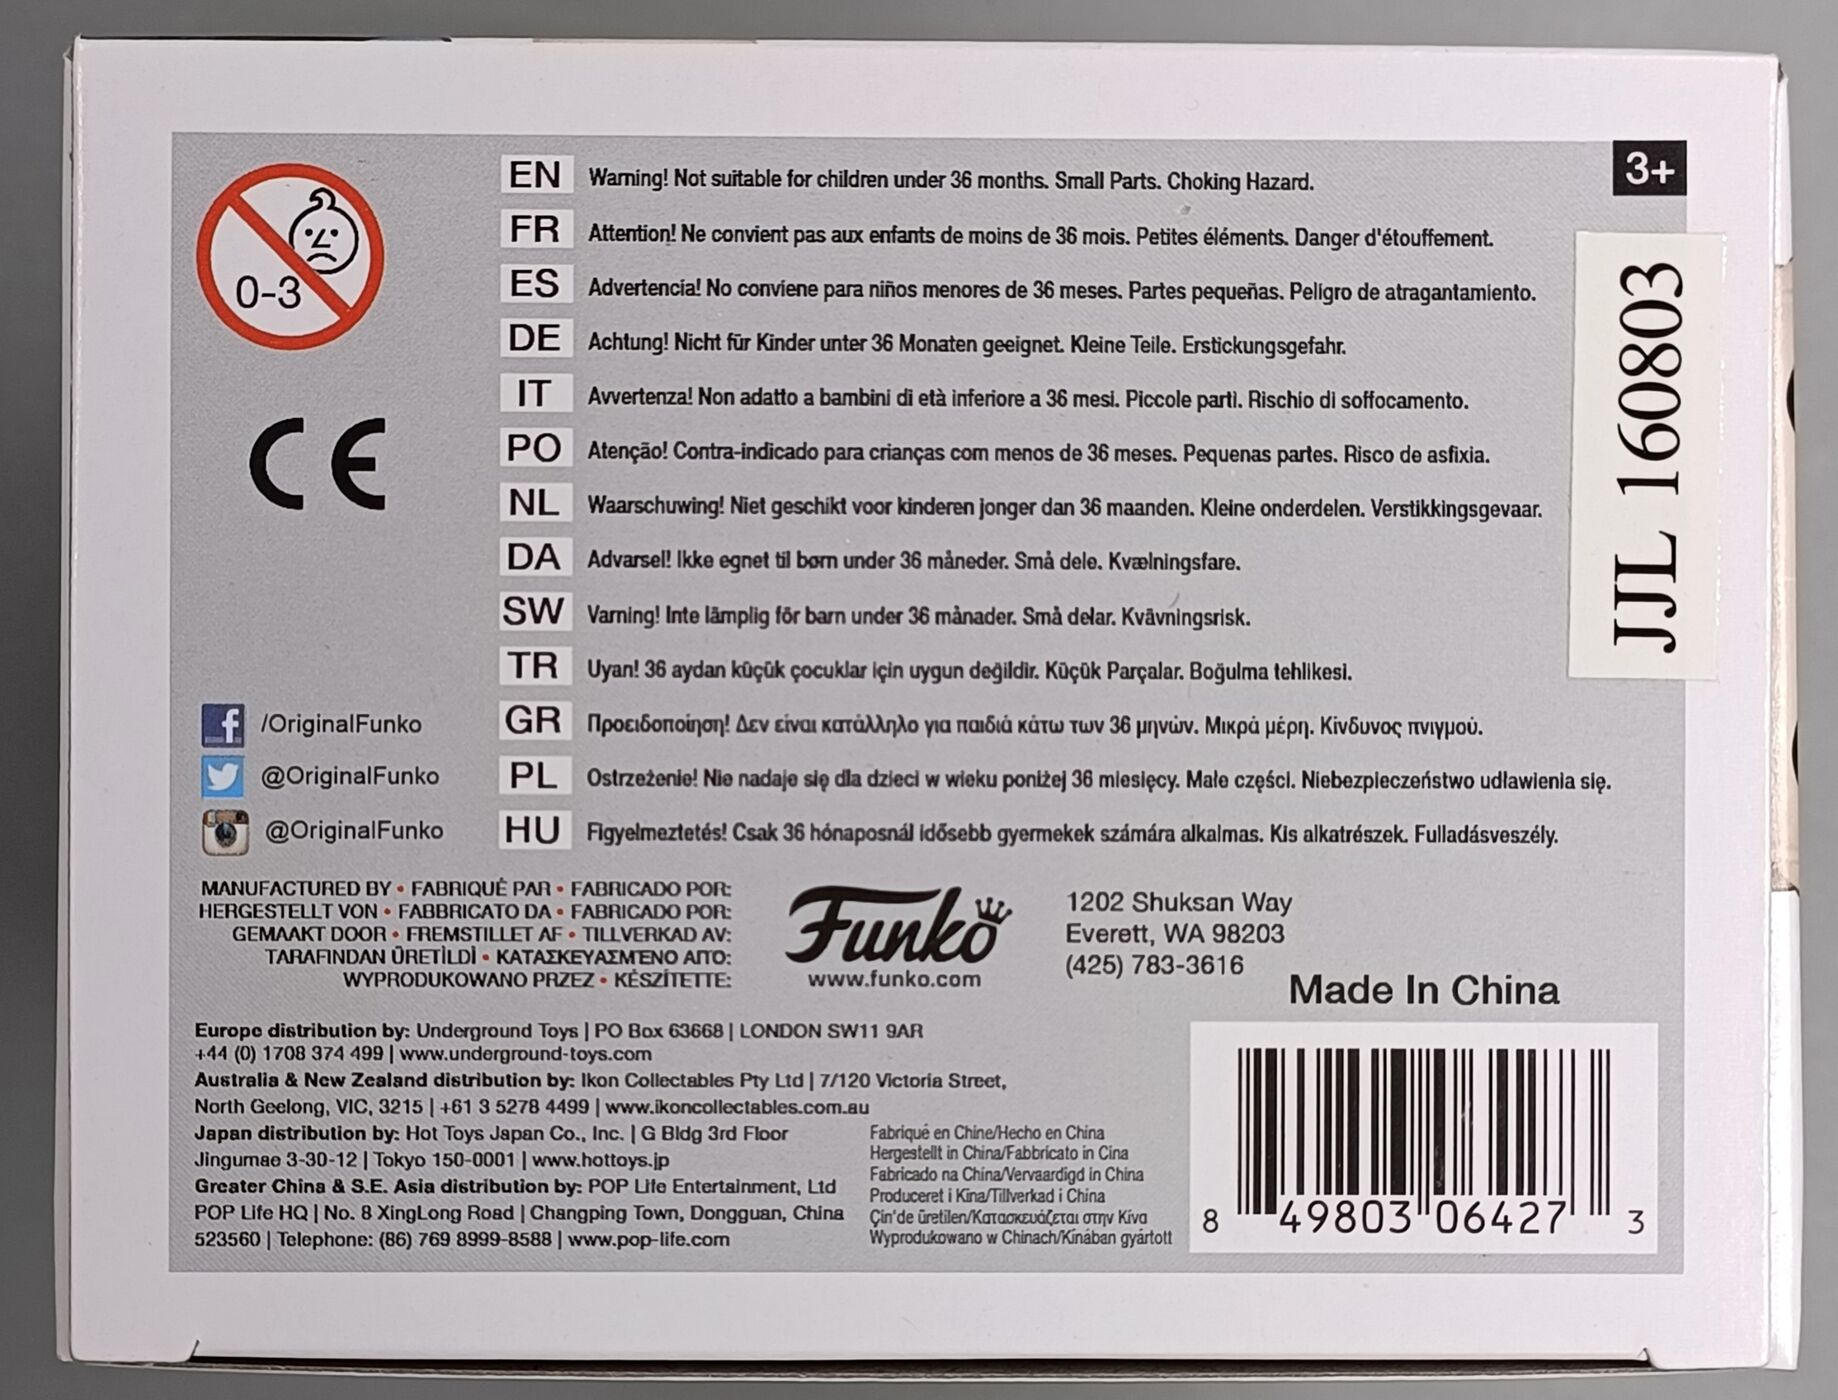 EN Warning! Not suitable for children under 36 months. Small Parts. Choking Hazard.
3+
FR Attention! Ne convient pas aux enfants de moins de 36 mois. Petites éléments. Danger d'étouffement.
ES Advertencia! No conviene para niños menores de 36 meses. Partes pequeñas. Peligro de atragantamiento.
0-3
DE Achtung! Nicht für Kinder unter 36 Monaten geeignet. Kleine Teile. Erstickungsgefahr.
IT Avvertenza! Non adatto a bambini di età inferiore a 36 mesi. Piccole parti. Rischio di soffocamento.
PO Atenção! Contra-indicado para crianças com menos de 36 meses. Pequenas partes. Risco de asfixia.
CE
NL Waarschuwing! Niet geschikt voor kinderen jonger dan 36 maanden. Kleine onderdelen. Verstikkingsgevaar.
DA Advarsel! Ikke egnet til børn under 36 måneder. Små dele. Kvælningsfare.
SW Varning! Inte lämplig för barn under 36 månader. Små delar. Kvävningsrisk.
TR Uyan! 36 aydan küçük çocuklar için uygun değildir. Küçük Parçalar. Boğulma tehlikesi.
GR Προειδοποίηση! Δεν είναι κατάλληλο για παιδιά κάτω των 36 μηνών. Μικρά μέρη. Κίνδυνος πνιγμού.
PL Ostrzeżenie! Nie nadaje się dla dzieci w wieku poniżej 36 miesięcy. Małe części. Niebezpieczeństwo udławienia się.
HU Figyelmeztetés! Csak 36 hónaposnál idősebb gyermekek számára alkalmas. Kis alkatrészek. Fulladásveszély.
JJL 160803
/OriginalFunko
@OriginalFunko
@OriginalFunko
MANUFACTURED BY • FABRIQUÉ PAR • FABRICADO POR:
HERGESTELLT VON • FABBRICATO DA • FABRICADO POR:
GEMAAKT DOOR • FREMSTILLET AF • TILLVERKAD AV:
TARAFINDAN ÜRETİLDİ • ΚΑΤΑΣΚΕΥΑΣΜΕΝΟ ΑΠΟ:
WYPRODUKOWANO PRZEZ • KÉSZÍTETTE:
Funko
www.funko.com
1202 Shuksan Way
Everett, WA 98203
(425) 783-3616
Made In China
Europe distribution by: Underground Toys | PO Box 63668 | LONDON SW11 9AR
+44 (0) 1708 374 499 | www.underground-toys.com
Australia & New Zealand distribution by: Ikon Collectables Pty Ltd | 7/120 Victoria Street,
North Geelong, VIC, 3215 | +61 3 5278 4499 | www.ikoncollectables.com.au
Japan distribution by: Hot Toys Japan Co., Inc. | G Bldg 3rd Floor
Jingumae 3-30-12 | Tokyo 150-0001 | www.hottoys.jp
Greater China & S.E. Asia distribution by: POP Life Entertainment, Ltd
POP Life HQ | No. 8 XingLong Road | Changping Town, Dongguan, China
523560 | Telephone: (86) 769 8999-8588 | www.pop-life.com
Fabriqué en Chine/Hecho en China
Hergestellt in China/Fabbricato in Cina
Fabricado na China/Vervaardigd in China
Produceret i Kina/Tillverkad i China
Çin'de üretilen/Κατασκευάζεται στην Κίνα
Wyprodukowano w Chinach/Kínában gyártott
8 49803 06427 3